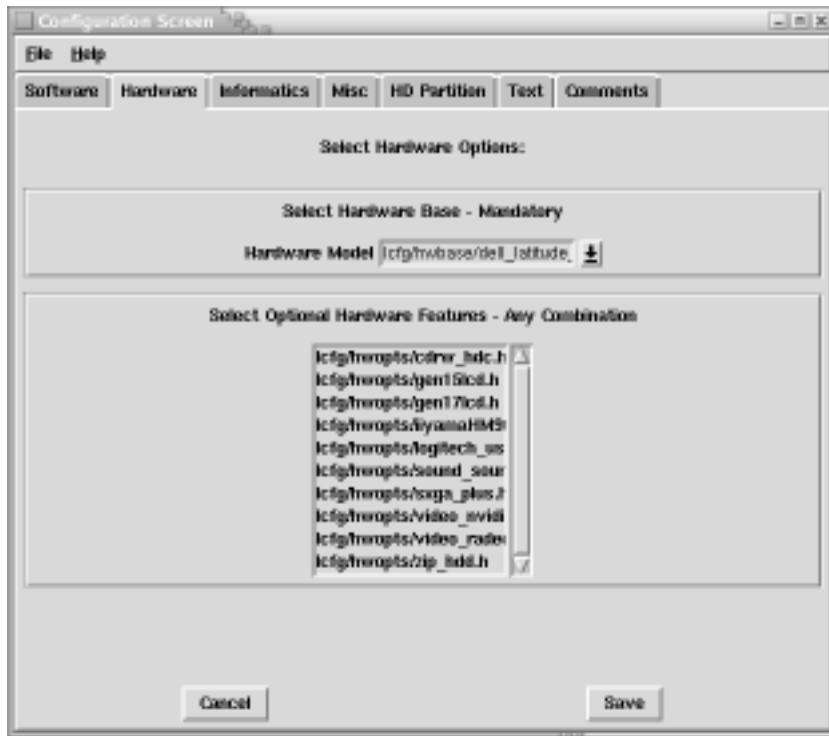 Configuration Screen
File Help
Software Hardware Informatics Misc HD Partition Text Comments
Select Hardware Options:
Select Hardware Base - Mandatory
Hardware Model lcfg/hwbase/dell_latitude_
Select Optional Hardware Features - Any Combination
lcfg/hwopts/cdrw_hdc.h
lcfg/hwopts/gen15lcd.h
lcfg/hwopts/gen17lcd.h
lcfg/hwopts/iiyamaHM9
lcfg/hwopts/logitech_us
lcfg/hwopts/sound_sour
lcfg/hwopts/sxga_plus.h
lcfg/hwopts/video_nvidi
lcfg/hwopts/video_rade
lcfg/hwopts/zip_hdd.h
Cancel Save